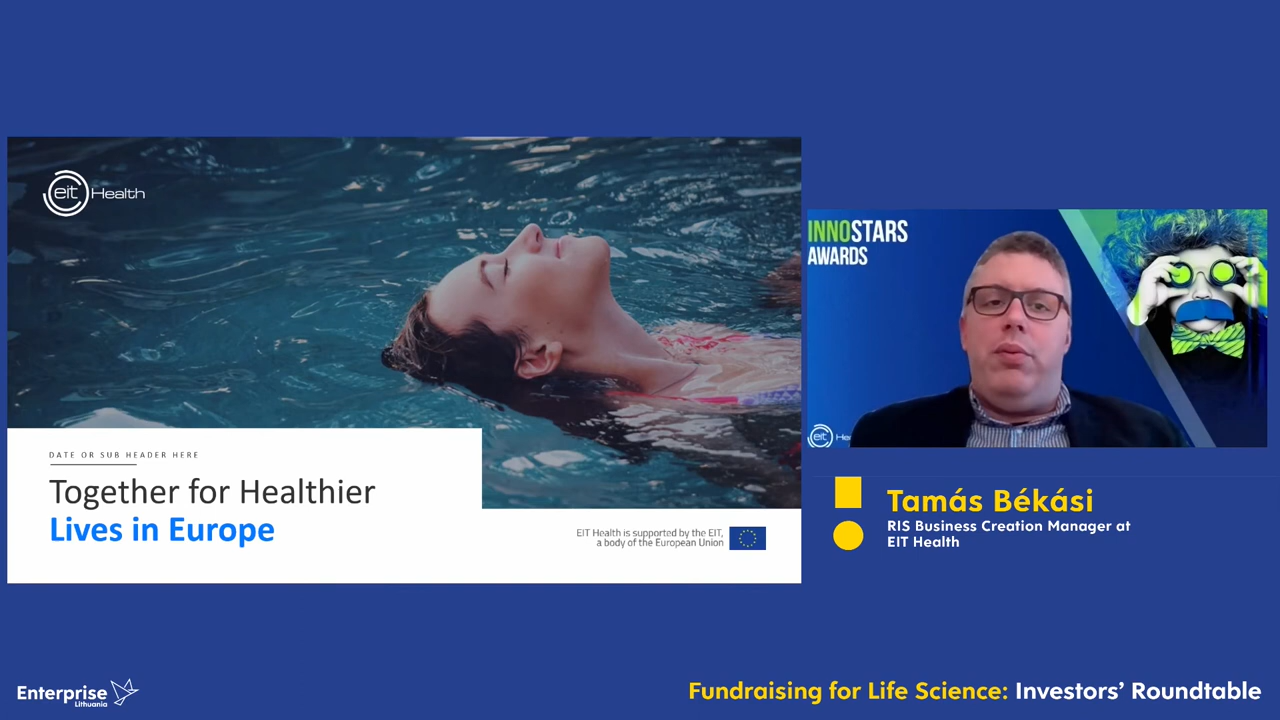 eit Health
DATE OR SUB HEADER HERE
Together for Healthier
Lives in Europe
EIT Health is supported by the EIT,
a body of the European Union
INNOSTARS
AWARDS
eit
Tamás Békási
RIS Business Creation Manager at
EIT Health
Enterprise
Lithuania
Fundraising for Life Science: Investors’ Roundtable